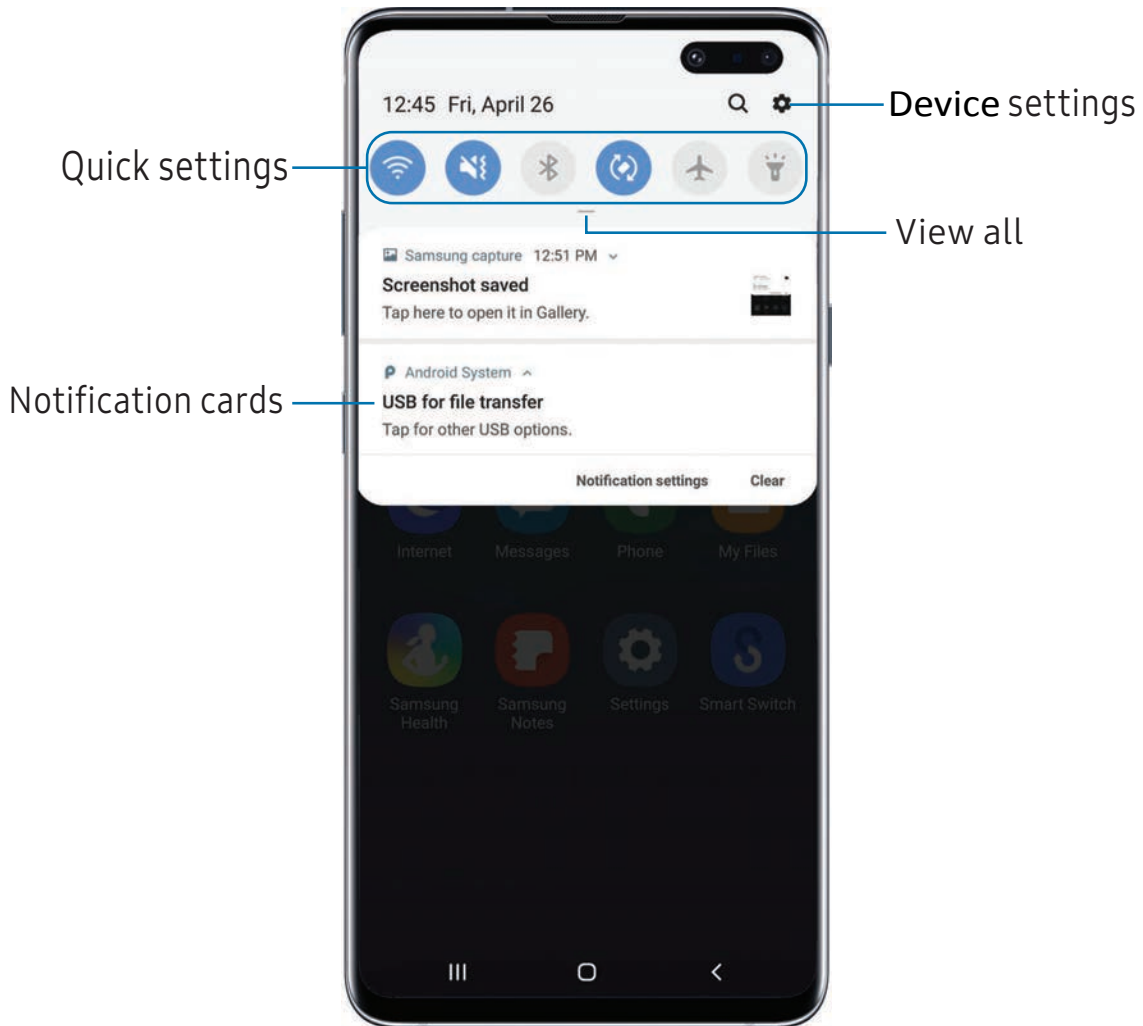 12:45 Fri, April 26
Device settings
Quick settings
View all
Samsung capture 12:51 PM
Screenshot saved
Tap here to open it in Gallery.
Android System
Notification cards
USB for file transfer
Tap for other USB options.
Notification settings Clear
Internet Messages Phone My Files
Samsung Health
Samsung Notes
Settings
Smart Switch